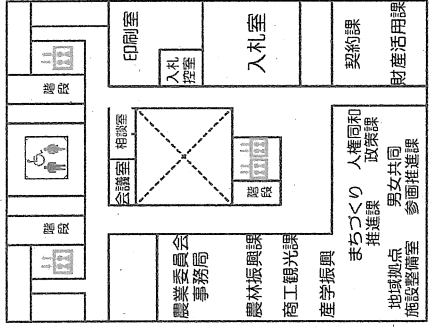 階段
階段
印刷室
入札
控室
入札室
契約課
財産活用課
会議室
相談室
階段
農業委員会
事務局
農林振興課
商工観光課
産学振興
まちづくり
推進課
人権同和
政策課
地域拠点
施設整備室
男女共同
参画推進課